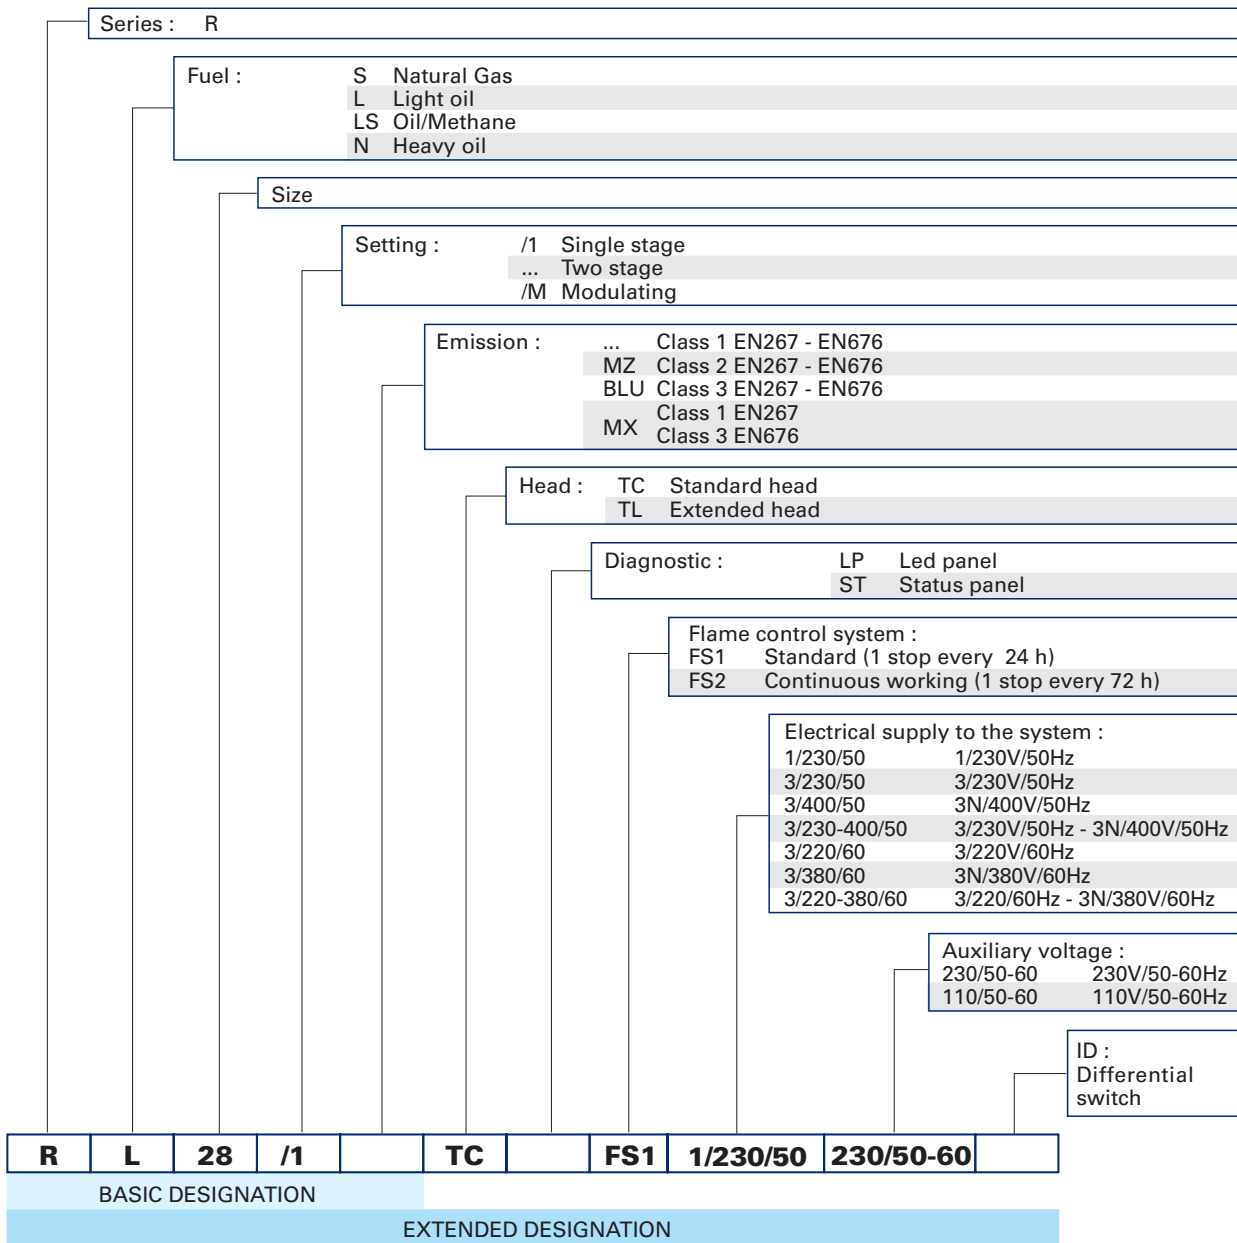 Series : R
Fuel : S Natural Gas
L Light oil
LS Oil/Methane
N Heavy oil
Size
Setting : /1 Single stage
... Two stage
/M Modulating
Emission : ... Class 1 EN267 - EN676
MZ Class 2 EN267 - EN676
BLU Class 3 EN267 - EN676
MX Class 1 EN267
Class 3 EN676
Head : TC Standard head
TL Extended head
Diagnostic : LP Led panel
ST Status panel
Flame control system :
FS1 Standard (1 stop every 24 h)
FS2 Continuous working (1 stop every 72 h)
Electrical supply to the system :
1/230/50 1/230V/50Hz
3/230/50 3/230V/50Hz
3/400/50 3N/400V/50Hz
3/230-400/50 3/230V/50Hz - 3N/400V/50Hz
3/220/60 3/220V/60Hz
3/380/60 3N/380V/60Hz
3/220-380/60 3/220/60Hz - 3N/380V/60Hz
Auxiliary voltage :
230/50-60 230V/50-60Hz
110/50-60 110V/50-60Hz
ID :
Differential
switch
R L 28 /1 TC FS1 1/230/50 230/50-60
BASIC DESIGNATION
EXTENDED DESIGNATION